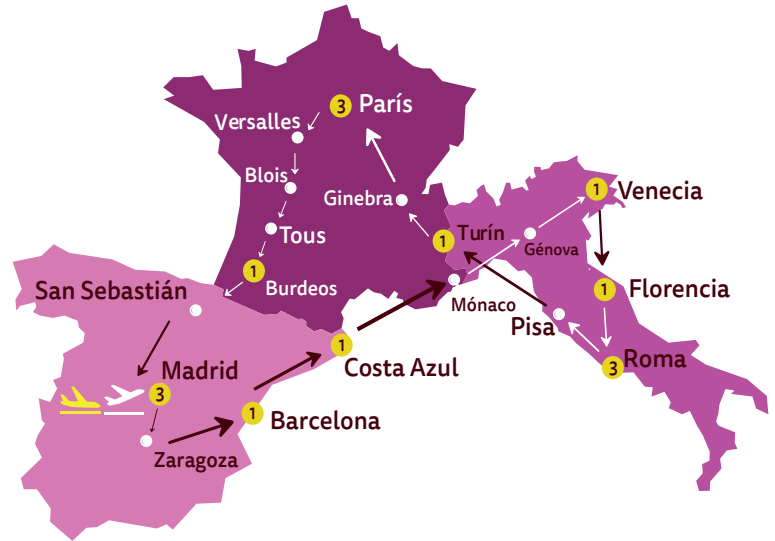 3 París
Versalles
Blois
Ginebra
1 Venecia
Tous
1 Turín
Génova
1
Burdeos
San Sebastián
Mónaco
1 Florencia
Pisa
1
Costa Azul
3 Roma
Madrid
3
1 Barcelona
Zaragoza